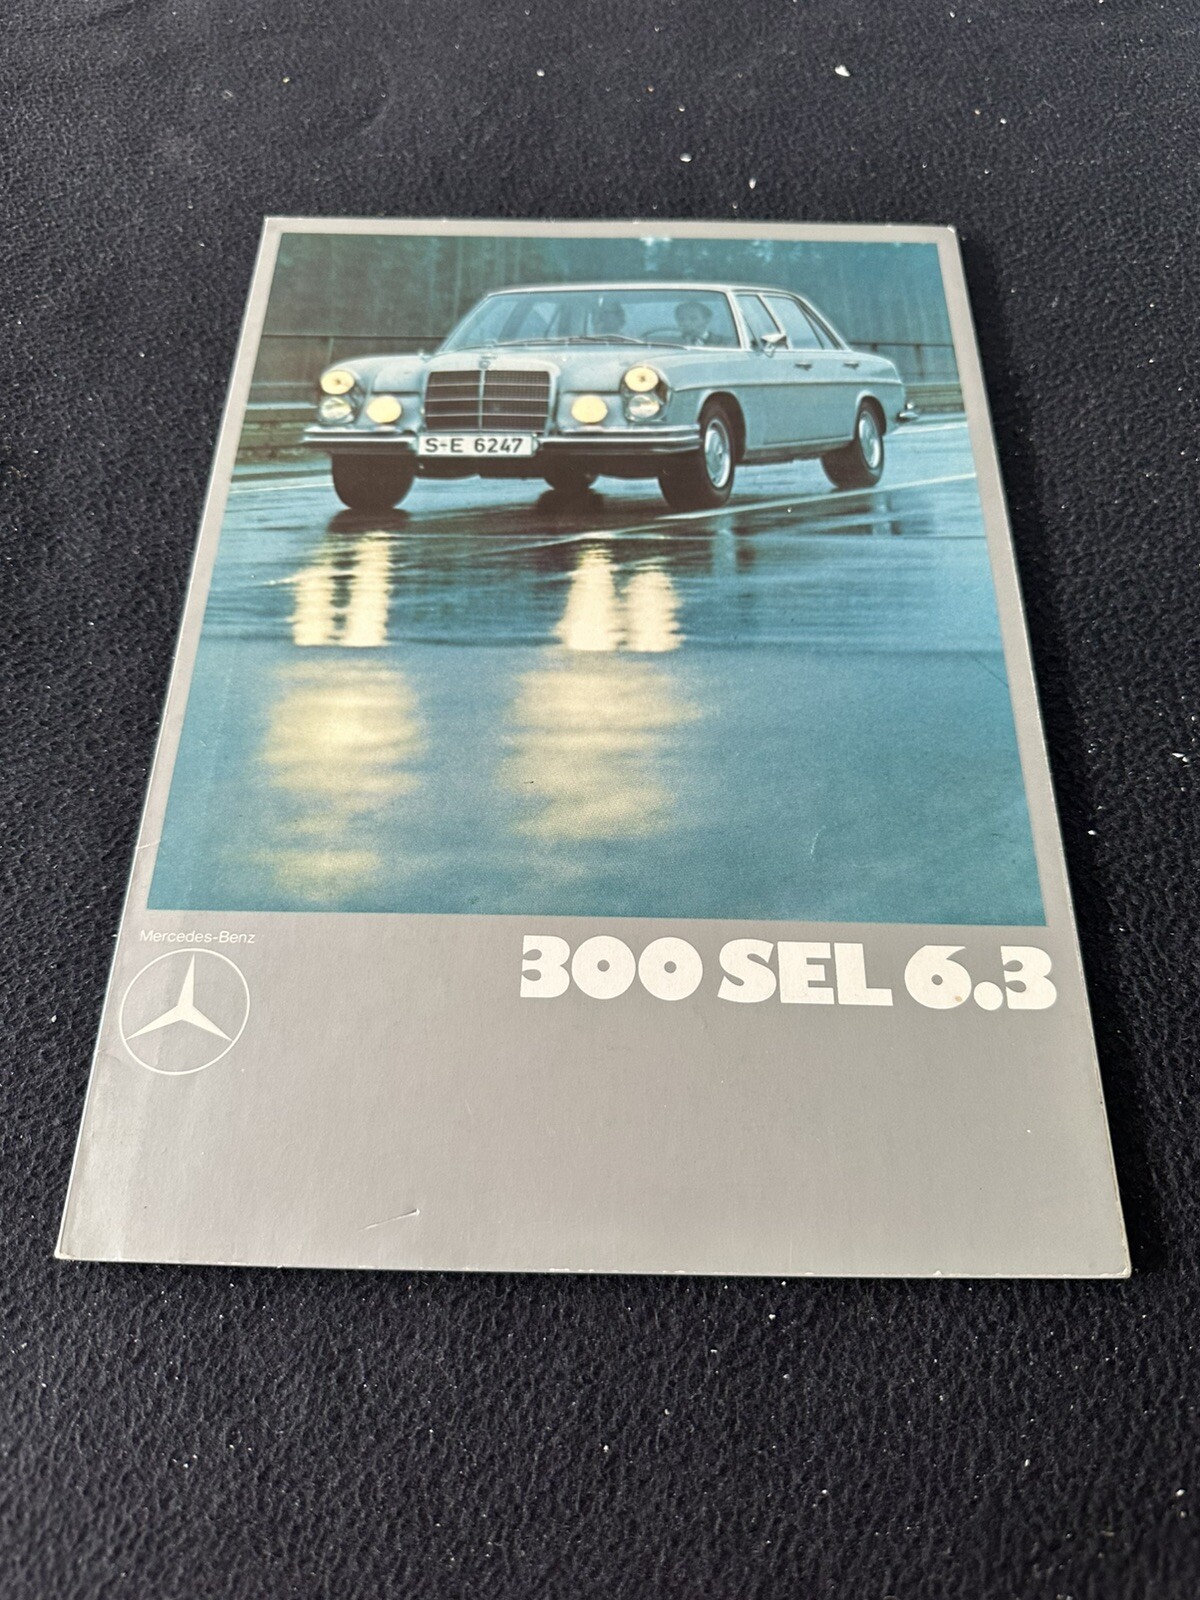 S-E 6247
Mercedes-Benz
300 SEL 6.3